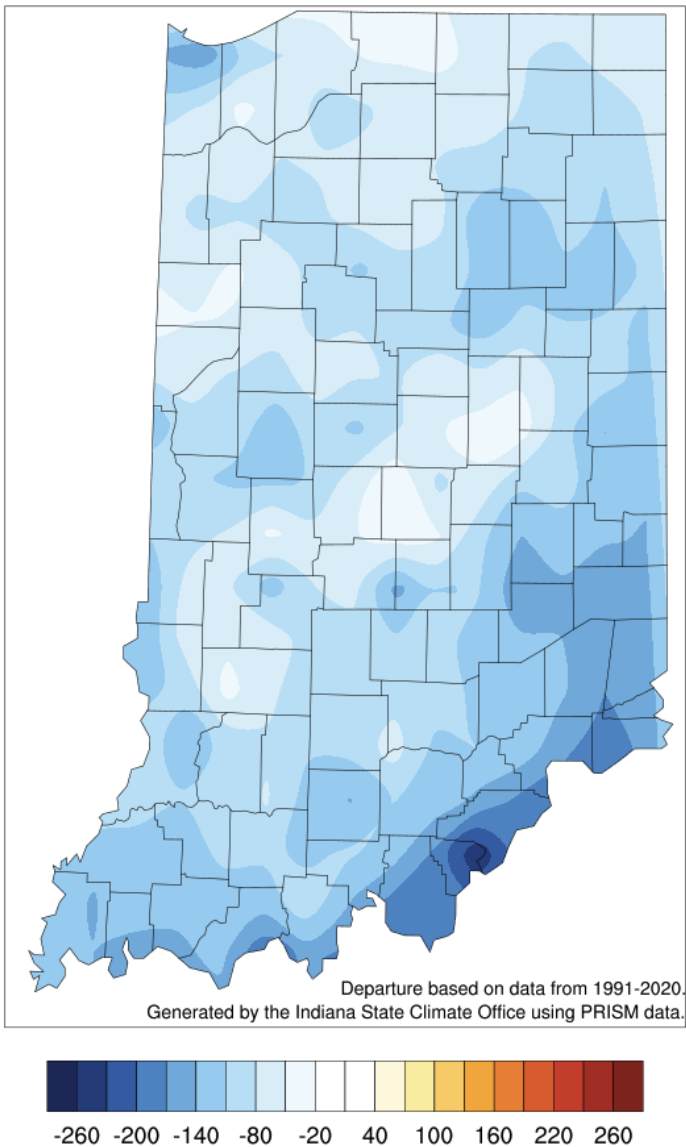 Departure based on data from 1991-2020.
Generated by the Indiana State Climate Office using PRISM data.
-260 -200 -140 -80 -20 40 100 160 220 260